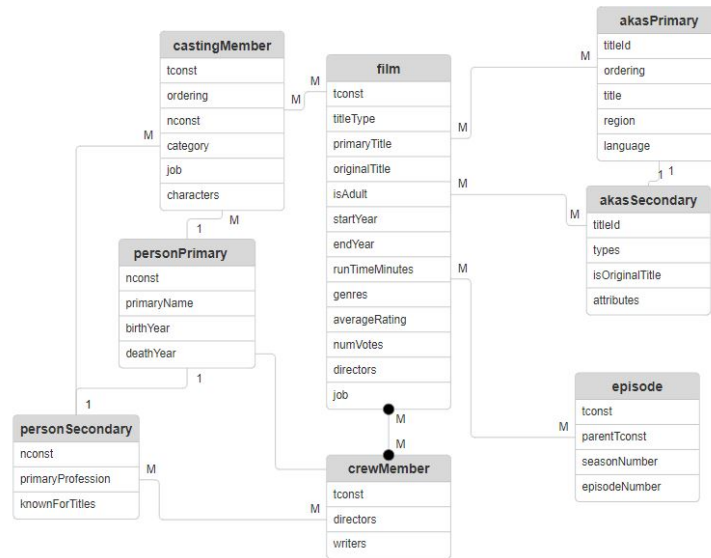 castingMember
tconst
ordering
nconst
category
job
characters
M
M
M
M
film
tconst
titleType
primaryTitle
originalTitle
isAdult
startYear
endYear
runTimeMinutes
genres
averageRating
numVotes
directors
job
M
M
M
akasPrimary
titleId
ordering
title
region
language
M
1 1
akasSecondary
titleId
types
isOriginalTitle
attributes
M
1
personPrimary
nconst
primaryName
birthYear
deathYear
1
1
personSecondary
nconst
primaryProfession
knownForTitles
M
M
M
M
crewMember
tconst
directors
writers
episode
tconst
parentTconst
seasonNumber
episodeNumber
M